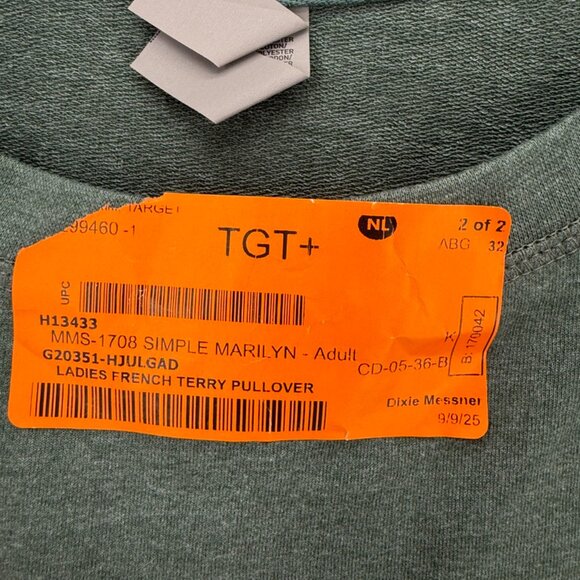 POLYESTER
TARGET
99460 -1
TGT+
NL
2 of 2
ABG 32
UPC
H13433
MMS-1708 SIMPLE MARILYN - Adult
G20351-HJULGAD
LADIES FRENCH TERRY PULLOVER
CD-05-36-B
B: 170042
Dixie Messner
9/9/25